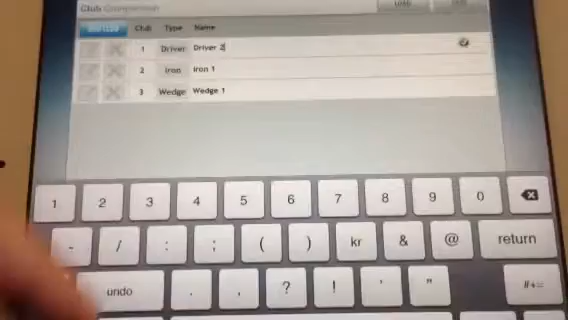 Club Comparison
Club Type Name
1 Driver Driver 2
2 Iron Iron 1
3 Wedge Wedge 1
1 2 3 4 5 6 7 8 9 0
- / : ; ( ) kr & @ return
undo . , ? ! ' " #+=